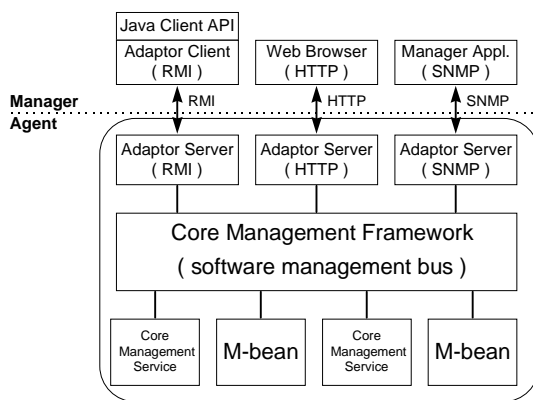 Java Client API
Adaptor Client
( RMI )
Web Browser
( HTTP )
Manager Appl.
( SNMP )
Manager
RMI
HTTP
SNMP
Agent
Adaptor Server
( RMI )
Adaptor Server
( HTTP )
Adaptor Server
( SNMP )
Core Management Framework
( software management bus )
Core
Management
Service
M-bean
Core
Management
Service
M-bean